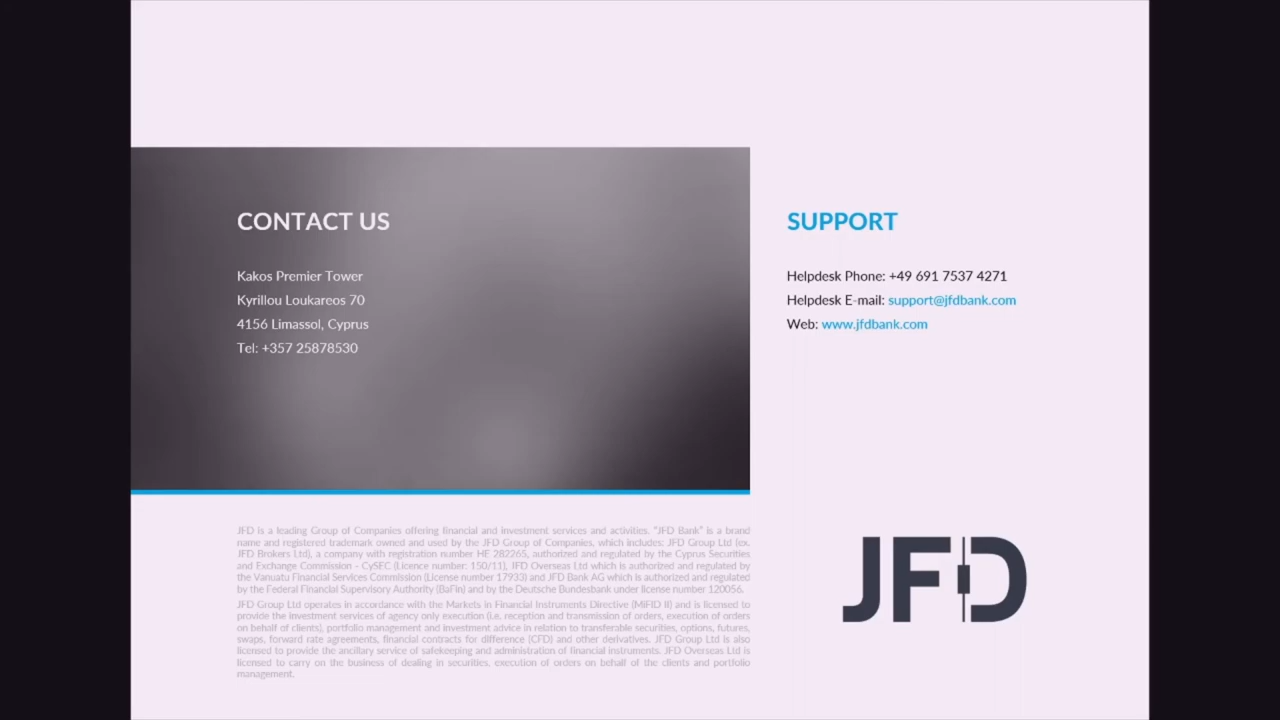 CONTACT US
Kakos Premier Tower
Kyrillou Loukareos 70
4156 Limassol, Cyprus
Tel: +357 25878530
SUPPORT
Helpdesk Phone: +49 691 7537 4271
Helpdesk E-mail: support@jfdbank.com
Web: www.jfdbank.com
JFD is a leading Group of Companies offering financial and investment services and activities. "JFD Bank" is a brand
name and registered trademark owned and used by the JFD Group of Companies, which includes: JFD Group Ltd (ex.
JFD Brokers Ltd), a company with registration number HE 282265, authorized and regulated by the Cyprus Securities
and Exchange Commission - CySEC (Licence number: 150/11), JFD Overseas Ltd which is authorized and regulated by
the Vanuatu Financial Services Commission (License number 17933) and JFD Bank AG which is authorized and regulated
by the Federal Financial Supervisory Authority (BaFin) and by the Deutsche Bundesbank under license number 120056.
JFD Group Ltd operates in accordance with the Markets in Financial Instruments Directive (MiFID II) and is licensed to
provide the investment services of agency only execution (i.e. reception and transmission of orders, execution of orders
on behalf of clients), portfolio management and investment advice in relation to transferable securities, options, futures,
swaps, forward rate agreements, financial contracts for difference (CFD) and other derivatives. JFD Group Ltd is also
licensed to provide the ancillary service of safekeeping and administration of financial instruments. JFD Overseas Ltd is
licensed to carry on the business of dealing in securities, execution of orders on behalf of the clients and portfolio
management.
JFD